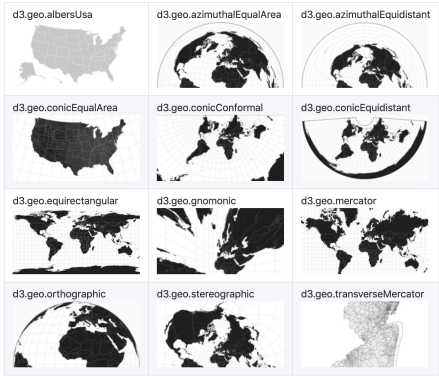 d3.geo.albersUsa
d3.geo.azimuthalEqualArea
d3.geo.azimuthalEquidistant
d3.geo.conicEqualArea
d3.geo.conicConformal
d3.geo.conicEquidistant
d3.geo.equirectangular
d3.geo.gnomonic
d3.geo.mercator
d3.geo.orthographic
d3.geo.stereographic
d3.geo.transverseMercator